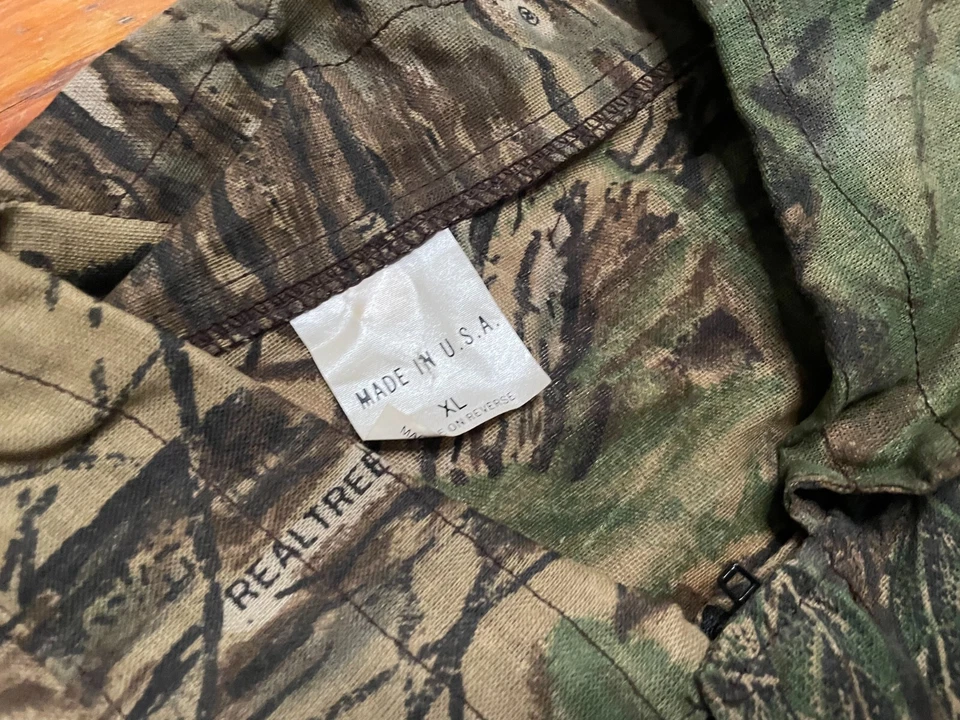 MADE IN U.S.A.
XL
ON REVERSE
REALTREE